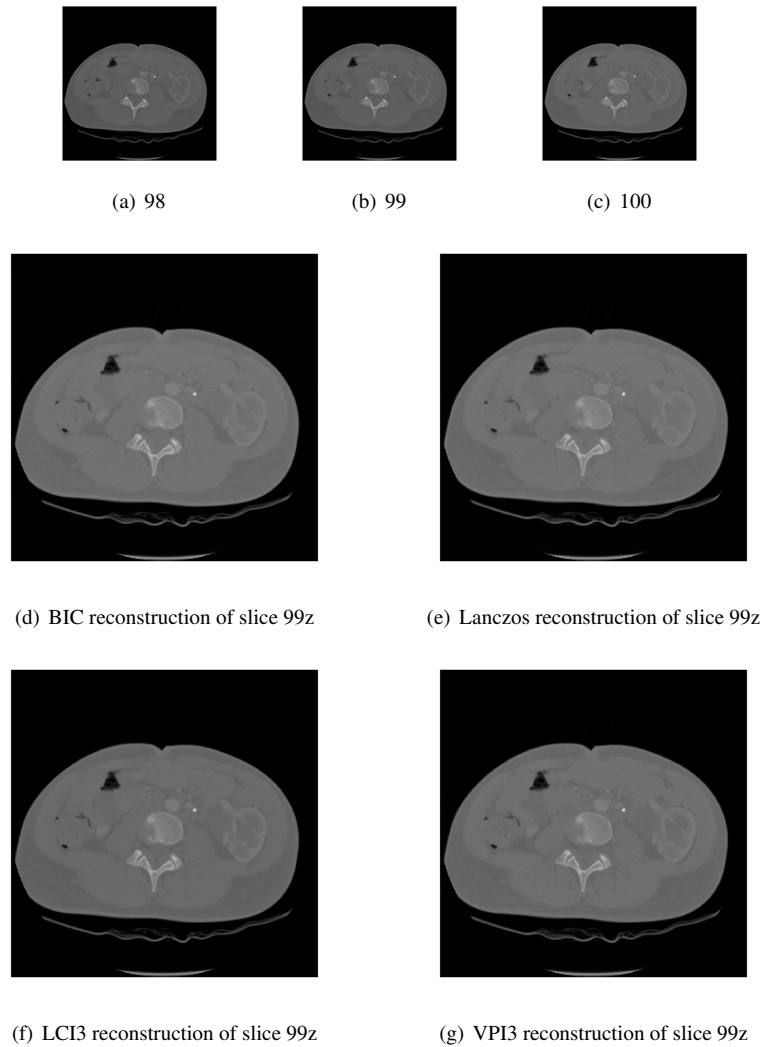 (a) 98
(b) 99
(c) 100
(d) BIC reconstruction of slice 99z
(e) Lanczos reconstruction of slice 99z
(f) LCI3 reconstruction of slice 99z
(g) VPI3 reconstruction of slice 99z